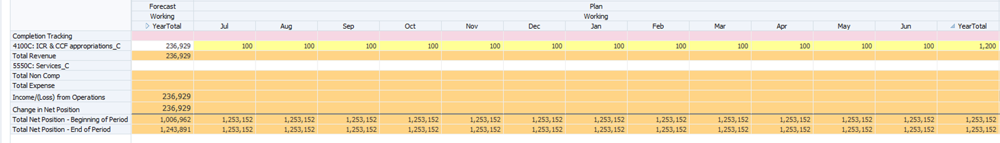 Forecast Plan
Working Working
YearTotal Jul Aug Sep Oct Nov Dec Jan Feb Mar Apr May Jun YearTotal
Completion Tracking
4100C: ICR & CCF appropriations_C 236,929 100 100 100 100 100 100 100 100 100 100 100 100 1,200
Total Revenue 236,929
5550C: Services_C
Total Non Comp
Total Expense
Income/(Loss) from Operations 236,929
Change in Net Position 236,929
Total Net Position - Beginning of Period 1,006,962 1,253,152 1,253,152 1,253,152 1,253,152 1,253,152 1,253,152 1,253,152 1,253,152 1,253,152 1,253,152 1,253,152 1,253,152 1,253,152
Total Net Position - End of Period 1,243,891 1,253,152 1,253,152 1,253,152 1,253,152 1,253,152 1,253,152 1,253,152 1,253,152 1,253,152 1,253,152 1,253,152 1,253,152 1,253,152